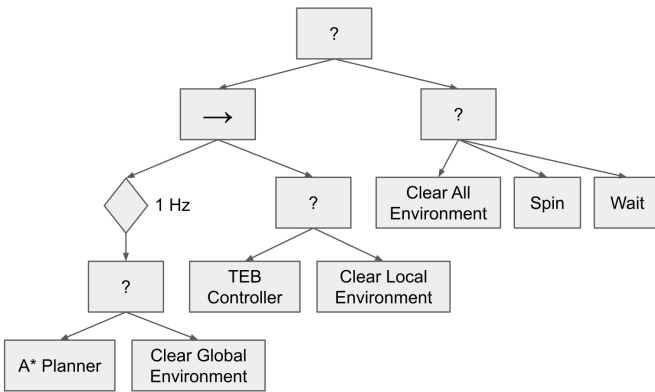 ?
→
?
Clear All
Environment
Spin
Wait
1 Hz
?
TEB
Controller
Clear Local
Environment
?
A* Planner
Clear Global
Environment